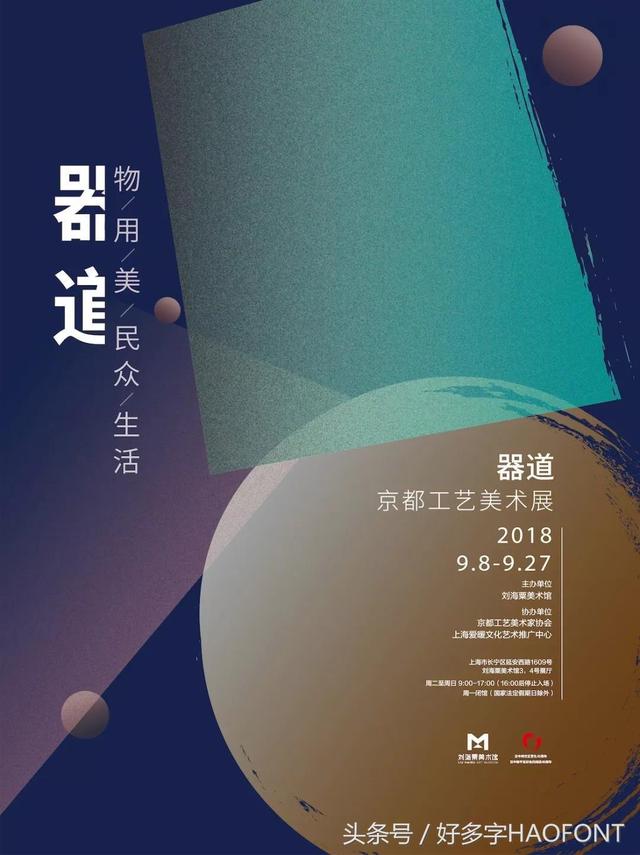 器道
物/用/美/民众/生活
器道
京都工艺美术展
2018
9.8-9.27
主办单位
刘海粟美术馆
协办单位
京都工艺美术家协会
上海爱暖文化艺术推广中心
上海市长宁区延安西路1609号
刘海粟美术馆3，4号展厅
周二至周日 9:00-17:00（16:00后停止入场）
周一闭馆（国家法定假期日除外）
刘海粟美术馆
头条号 / 好多字HAOFONT